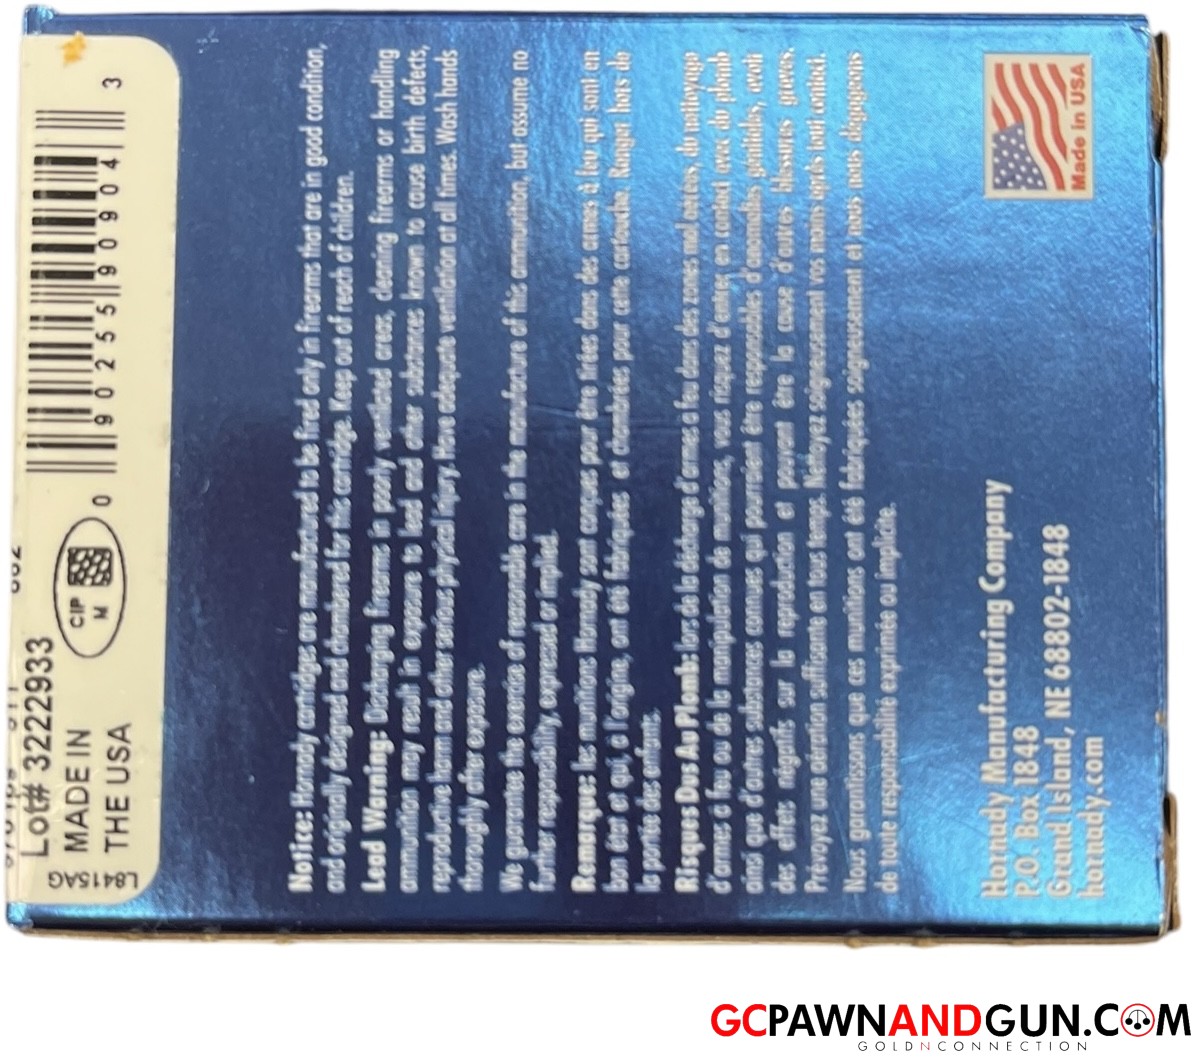 Lot# 3222933
MADE IN
THE USA
CIP
M
0 90255 90904 3
L8415AG
Notice: Hornady cartridges are manufactured to be fired only in firearms that are in good condition,
and originally designed and chambered for this cartridge. Keep out of reach of children.
Lead Warning: Discharging firearms in poorly ventilated areas, cleaning firearms or handling
ammunition may result in exposure to lead and other substances known to cause birth defects,
reproductive harm and other serious physical injury. Have adequate ventilation at all times. Wash hands
thoroughly after exposure.
We guarantee the exercise of reasonable care in the manufacture of this ammunition, but assume no
further responsibility, expressed or implied.
Remarque: Les munitions Hornady sont conçues pour être tirées dans des armes à feu qui sont en
bon état et qui, à l'origine, ont été fabriquées et chambrées pour cette cartouche. Ranger hors de
la portée des enfants.
Risques Dus Au Plomb: lors de la décharge d'armes à feu dans des zones mal aérées, du nettoyage
d'armes à feu ou de la manipulation de munitions, vous risquez d'entrer en contact avec du plomb
ainsi que d'autres substances connues qui pourraient être responsables d'anomalies génitales, avoir
des effets négatifs sur la reproduction et pouvant être la cause d'autres blessures graves.
Prévoyez une aération suffisante en tous temps. Nettoyez soigneusement vos mains après tout contact.
Nous garantissons que ces munitions ont été fabriquées soigneusement et nous nous dégageons
de toute responsabilité exprimée ou implicite.
Hornady Manufacturing Company
P.O. Box 1848
Grand Island, NE 68802-1848
hornady.com
Made in USA
GCPAWNANDGUN.COM
GOLDNCONNECTION